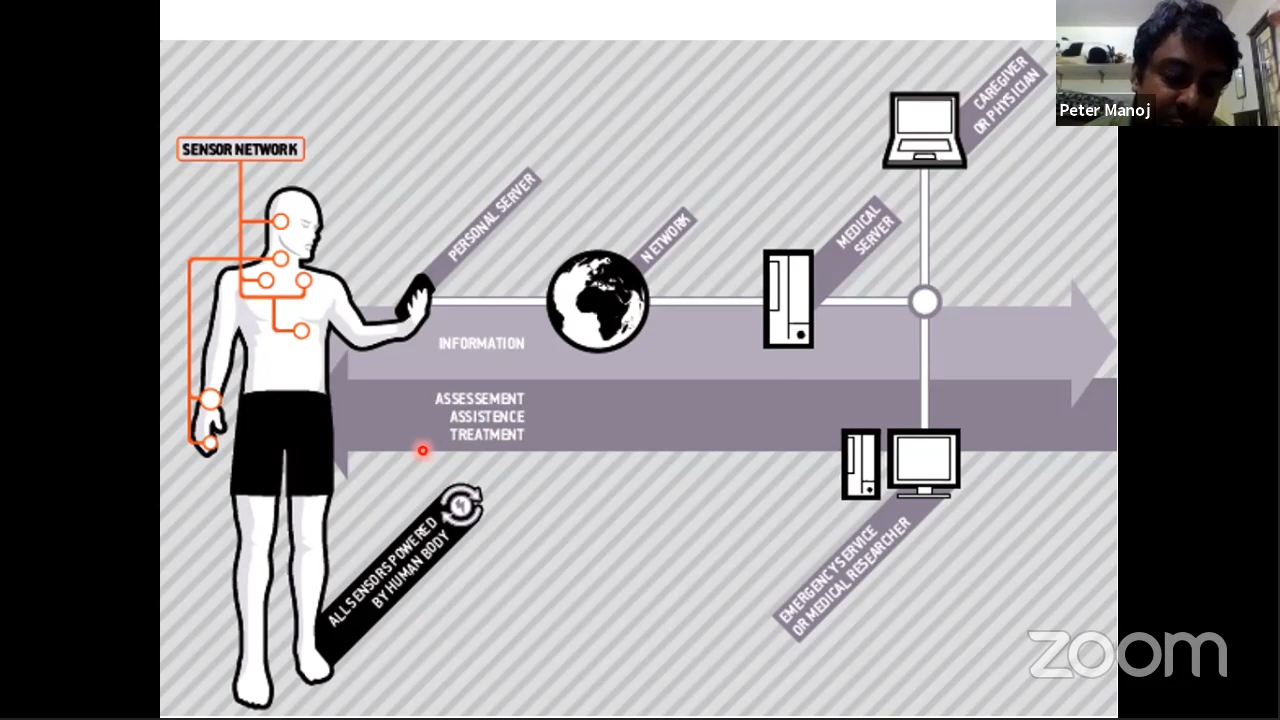 Peter Manoj
CAREGIVER
OR PHYSICIAN
SENSOR NETWORK
PERSONAL SERVER
NETWORK
MEDICAL
SERVER
INFORMATION
ASSESSEMENT
ASSISTENCE
TREATMENT
ALL SENSORS POWERED
BY HUMAN BODY
EMERGENCY SERVICE
OR MEDICAL RESEARCHER
zoom